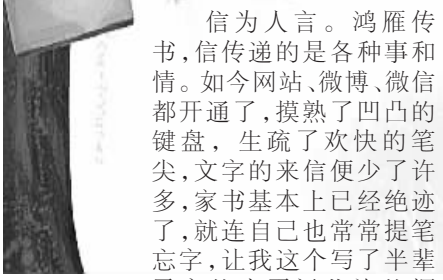 信为人言。鸿雁传
书,信传递的是各种事和
情。如今网站、微博、微信
都开通了,摸熟了凹凸的
键盘，生疏了欢快的笔
尖,文字的来信便少了许
多,家书基本上已经绝迹
了,就连自己也常常提笔
忘字,让我这个写了半辈